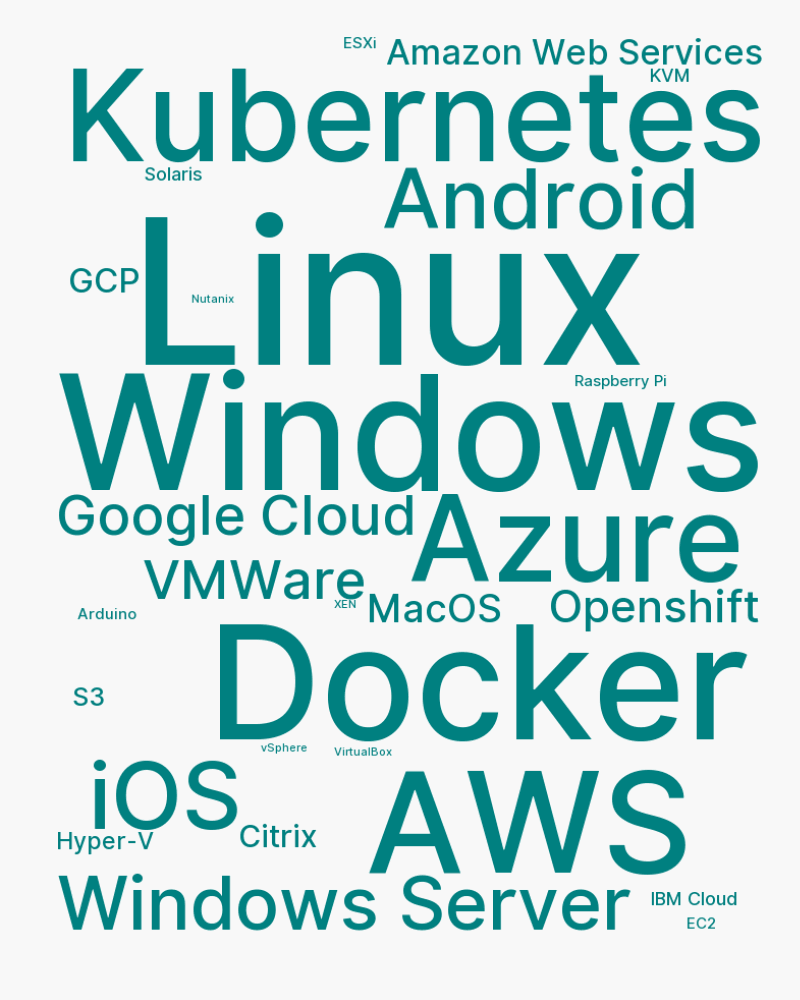 ESXi
Amazon Web Services
KVM
Kubernetes
Solaris
Android
Linux
GCP
Nutanix
Windows
Raspberry Pi
Google Cloud
Azure
VMWare
XEN
MacOS
Openshift
Arduino
Docker
S3
vSphere
VirtualBox
iOS
AWS
Hyper-V
Citrix
Windows Server
IBM Cloud
EC2